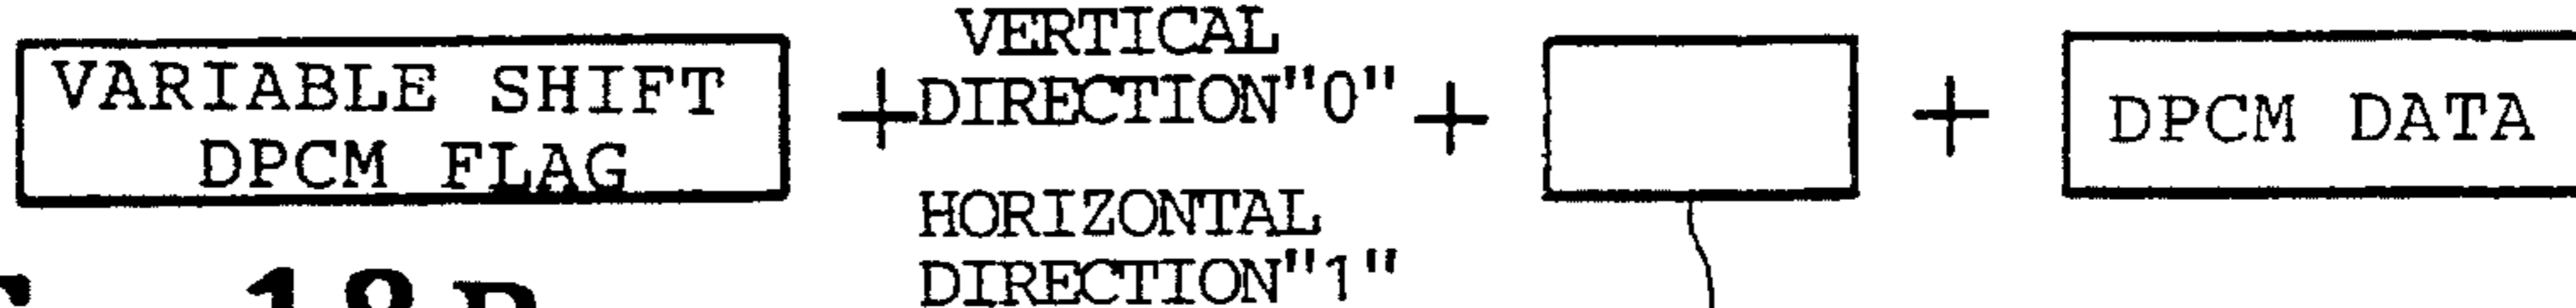 VARIABLE SHIFT
DPCM FLAG
+
VERTICAL
DIRECTION"0"
HORIZONTAL
DIRECTION"1"
+
+
DPCM DATA